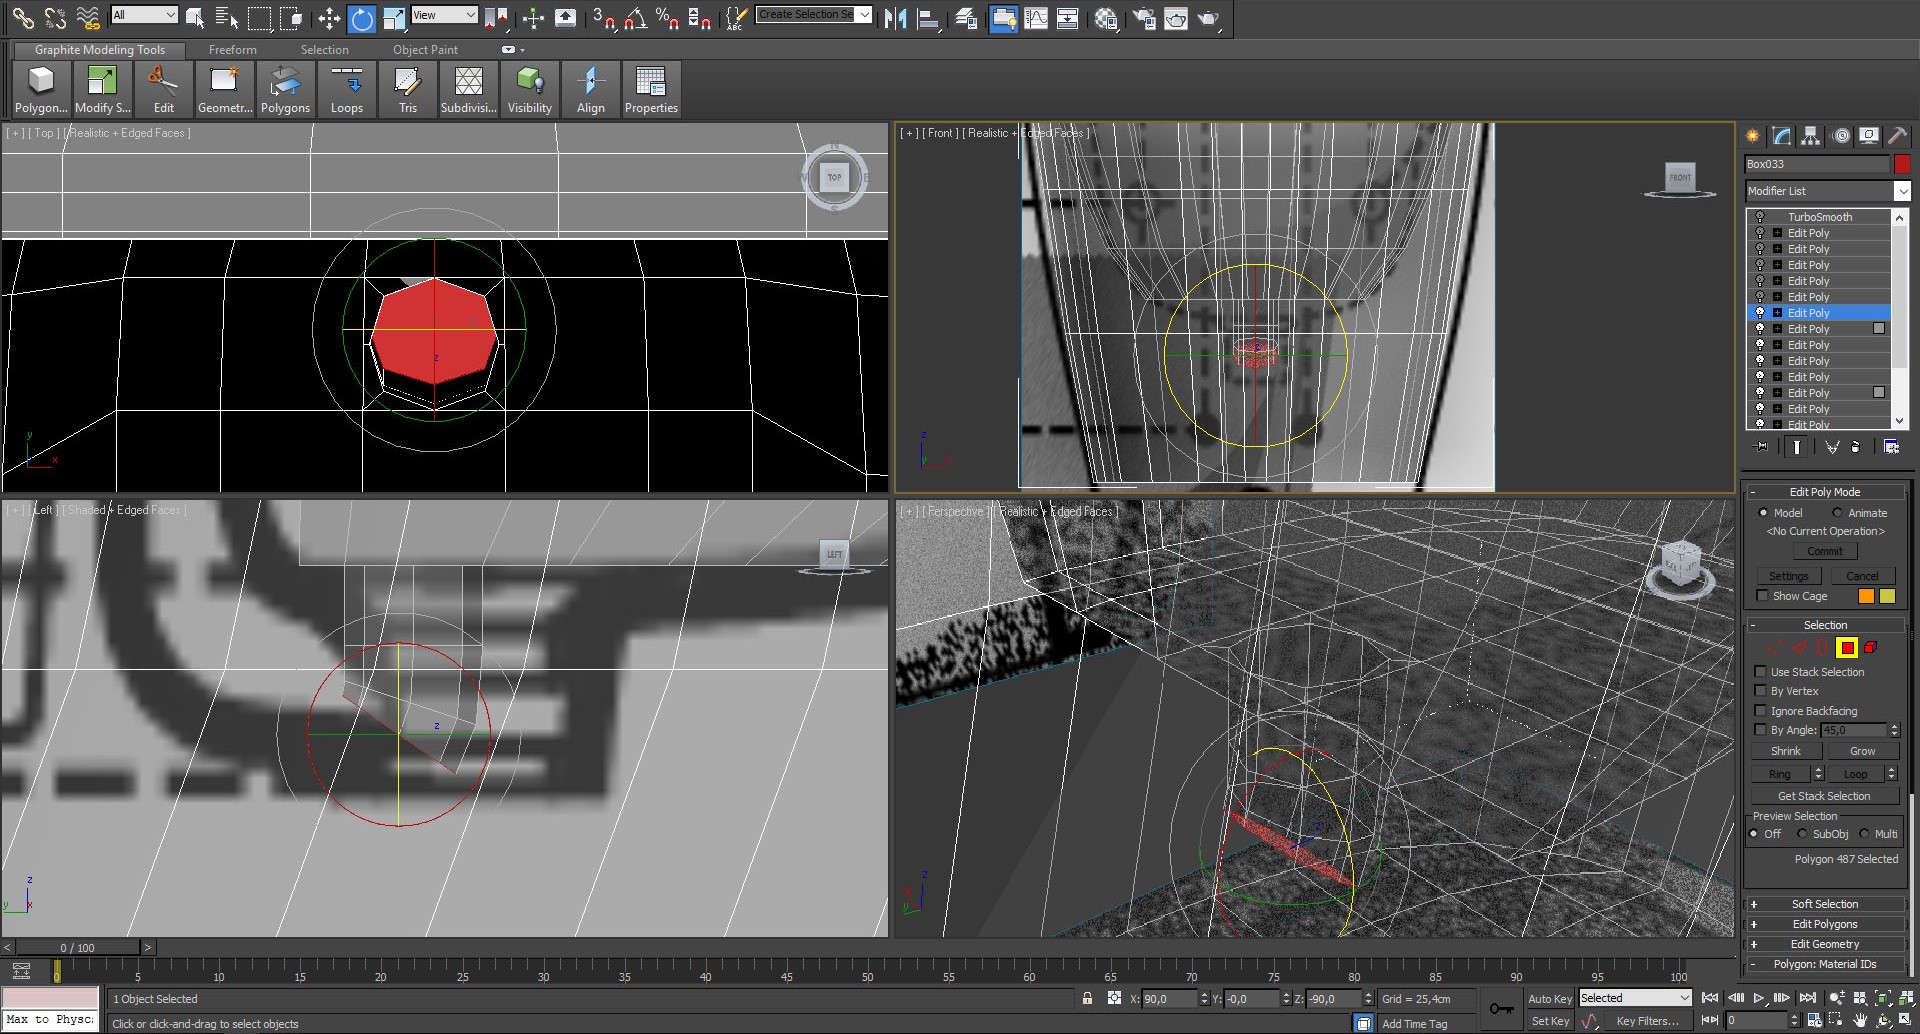 All
View
3
ABC
Create Selection Se
Graphite Modeling Tools
Freeform
Selection
Object Paint
Polygon...
Modify S...
Edit
Geometr...
Polygons
Loops
Tris
Subdivisi...
Visibility
Align
Properties
[ + ] [ Top ] [ Realistic + Edged Faces ]
TOP
[ + ] [ Front ] [ Realistic + Edged Faces ]
FRONT
[ + ] [ Left ] [ Shaded + Edged Faces ]
LEFT
[ + ] [ Perspective ] [ Realistic + Edged Faces ]
Box033
Modifier List
TurboSmooth
Edit Poly
Edit Poly
Edit Poly
Edit Poly
Edit Poly
Edit Poly
Edit Poly
Edit Poly
Edit Poly
Edit Poly
Edit Poly
Edit Poly
Edit Poly
- Edit Poly Mode
Model
Animate
<No Current Operation>
Commit
Settings
Cancel
Show Cage
- Selection
Use Stack Selection
By Vertex
Ignore Backfacing
By Angle: 45,0
Shrink
Grow
Ring
Loop
Get Stack Selection
Preview Selection
Off
SubObj
Multi
Polygon 487 Selected
+ Soft Selection
+ Edit Polygons
+ Edit Geometry
- Polygon: Material IDs
< 0 / 100 >
0 5 10 15 20 25 30 35 40 45 50 55 60 65 70 75 80 85 90 95 100
1 Object Selected
X: 90,0
Y: -0,0
Z: -90,0
Grid = 25,4cm
Auto Key
Selected
Max to Physc
Click or click-and-drag to select objects
Add Time Tag
Set Key
Key Filters...
0